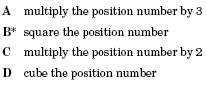 A multiply the position number by 3
B* square the position number
C multiply the position number by 2
D cube the position number